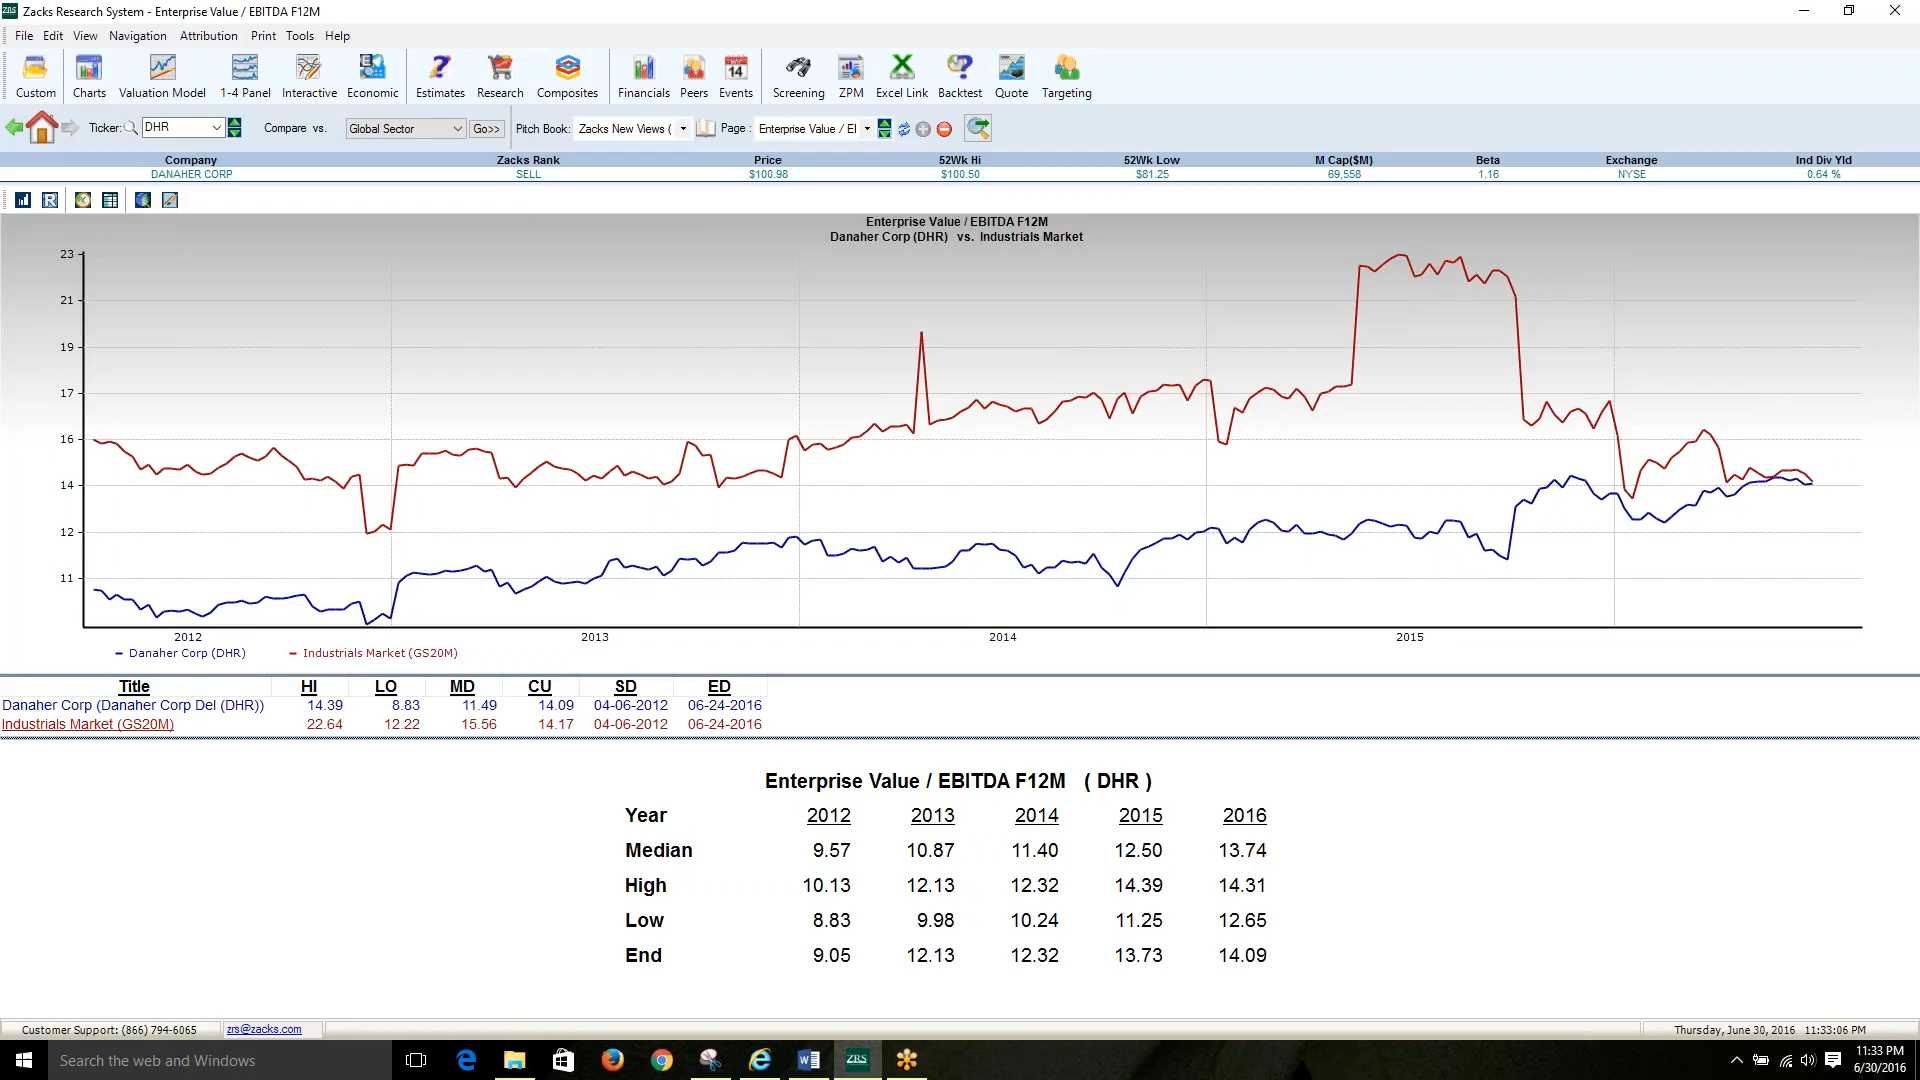 ZRS Zacks Research System - Enterprise Value / EBITDA F12M
File Edit View Navigation Attribution Print Tools Help
Custom Charts Valuation Model 1-4 Panel Interactive Economic Estimates Research Composites Financials Peers Events Screening ZPM Excel Link Backtest Quote Targeting
14
Ticker: DHR Compare vs. Global Sector Go>> Pitch Book: Zacks New Views ( Page : Enterprise Value / EI
Company Zacks Rank Price 52Wk Hi 52Wk Low M Cap($M) Beta Exchange Ind Div Yld
DANAHER CORP SELL $100.98 $100.50 $81.25 69,558 1.16 NYSE 0.64 %
Enterprise Value / EBITDA F12M
Danaher Corp (DHR) vs. Industrials Market
23
21
19
17
16
14
12
11
2012 2013 2014 2015
Danaher Corp (DHR) Industrials Market (GS20M)
Title HI LO MD CU SD ED
Danaher Corp (Danaher Corp Del (DHR)) 14.39 8.83 11.49 14.09 04-06-2012 06-24-2016
Industrials Market (GS20M) 22.64 12.22 15.56 14.17 04-06-2012 06-24-2016
Enterprise Value / EBITDA F12M ( DHR )
Year 2012 2013 2014 2015 2016
Median 9.57 10.87 11.40 12.50 13.74
High 10.13 12.13 12.32 14.39 14.31
Low 8.83 9.98 10.24 11.25 12.65
End 9.05 12.13 12.32 13.73 14.09
Customer Support: (866) 794-6065 zrs@zacks.com Thursday, June 30, 2016 11:33:06 PM
Search the web and Windows ZRS 11:33 PM
6/30/2016